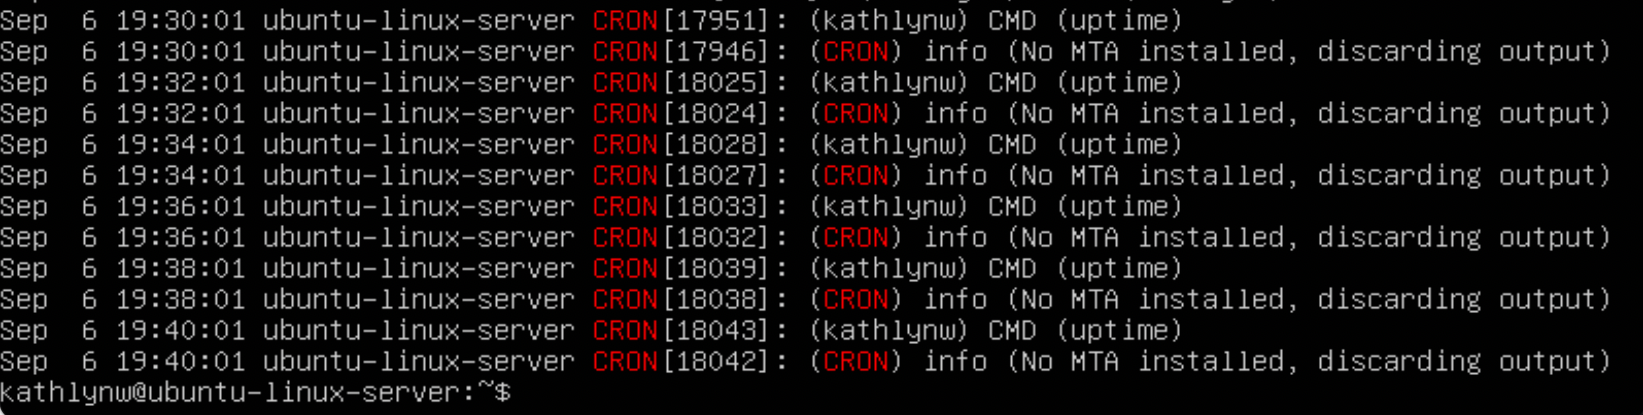 Sep  6 19:30:01 ubuntu-linux-server CRON[17951]: (kathlynw) CMD (uptime)
Sep  6 19:30:01 ubuntu-linux-server CRON[17946]: (CRON) info (No MTA installed, discarding output)
Sep  6 19:32:01 ubuntu-linux-server CRON[18025]: (kathlynw) CMD (uptime)
Sep  6 19:32:01 ubuntu-linux-server CRON[18024]: (CRON) info (No MTA installed, discarding output)
Sep  6 19:34:01 ubuntu-linux-server CRON[18028]: (kathlynw) CMD (uptime)
Sep  6 19:34:01 ubuntu-linux-server CRON[18027]: (CRON) info (No MTA installed, discarding output)
Sep  6 19:36:01 ubuntu-linux-server CRON[18033]: (kathlynw) CMD (uptime)
Sep  6 19:36:01 ubuntu-linux-server CRON[18032]: (CRON) info (No MTA installed, discarding output)
Sep  6 19:38:01 ubuntu-linux-server CRON[18039]: (kathlynw) CMD (uptime)
Sep  6 19:38:01 ubuntu-linux-server CRON[18038]: (CRON) info (No MTA installed, discarding output)
Sep  6 19:40:01 ubuntu-linux-server CRON[18043]: (kathlynw) CMD (uptime)
Sep  6 19:40:01 ubuntu-linux-server CRON[18042]: (CRON) info (No MTA installed, discarding output)
kathlynw@ubuntu-linux-server:~$